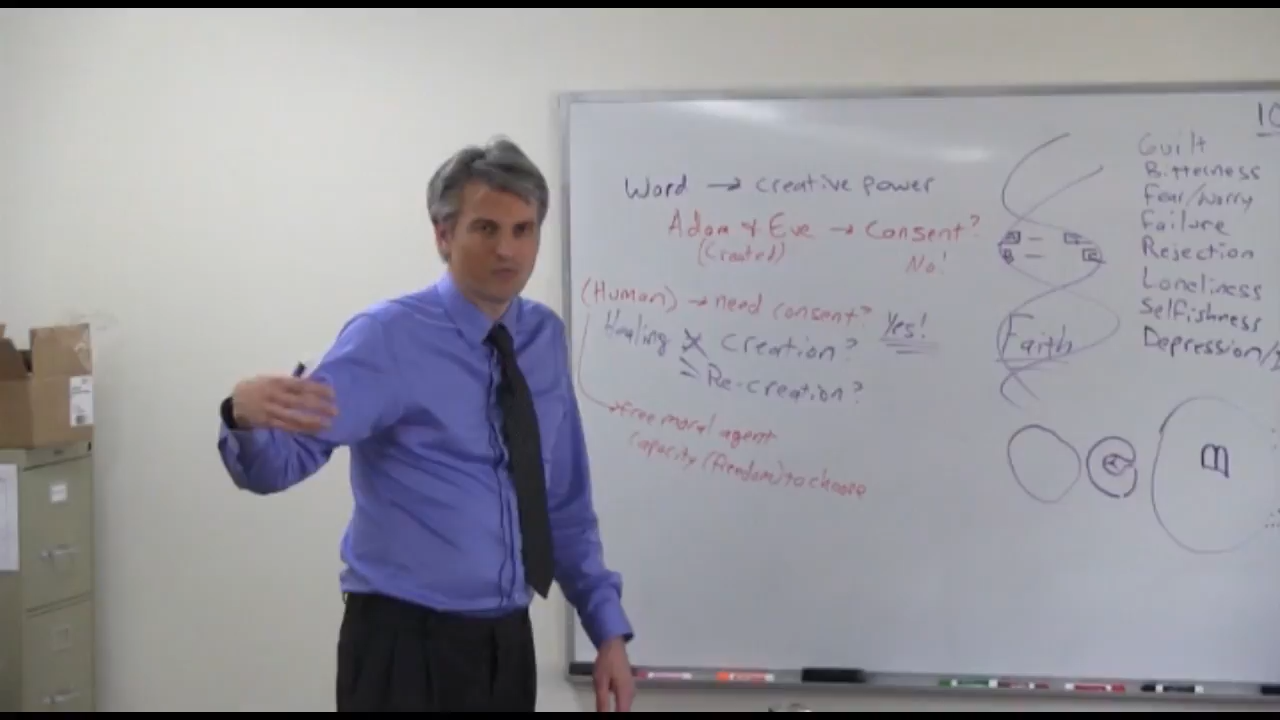 Word → creative power
Adam & Eve → Consent?
(Created) No!
(Human) → need consent? Yes!
Healing X Creation?
= Re-creation?
→ free moral agent
capacity (freedom) to choose
Faith
10
Guilt
Bitterness
Fear/Worry
Failure
Rejection
Loneliness
Selfishness
Depression/